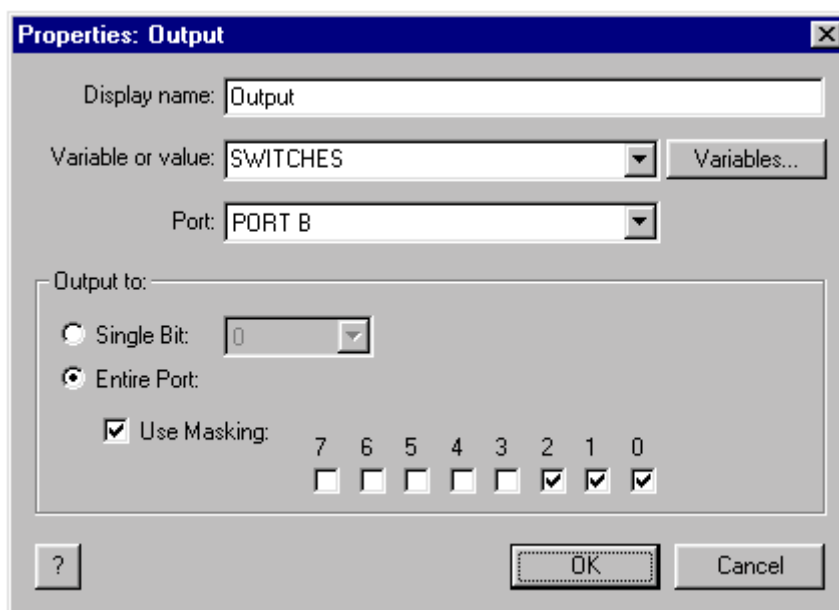 Properties: Output
Display name: Output
Variable or value: SWITCHES Variables...
Port: PORT B
Output to:
Single Bit: 0
Entire Port:
Use Masking:
7 6 5 4 3 2 1 0
? OK Cancel